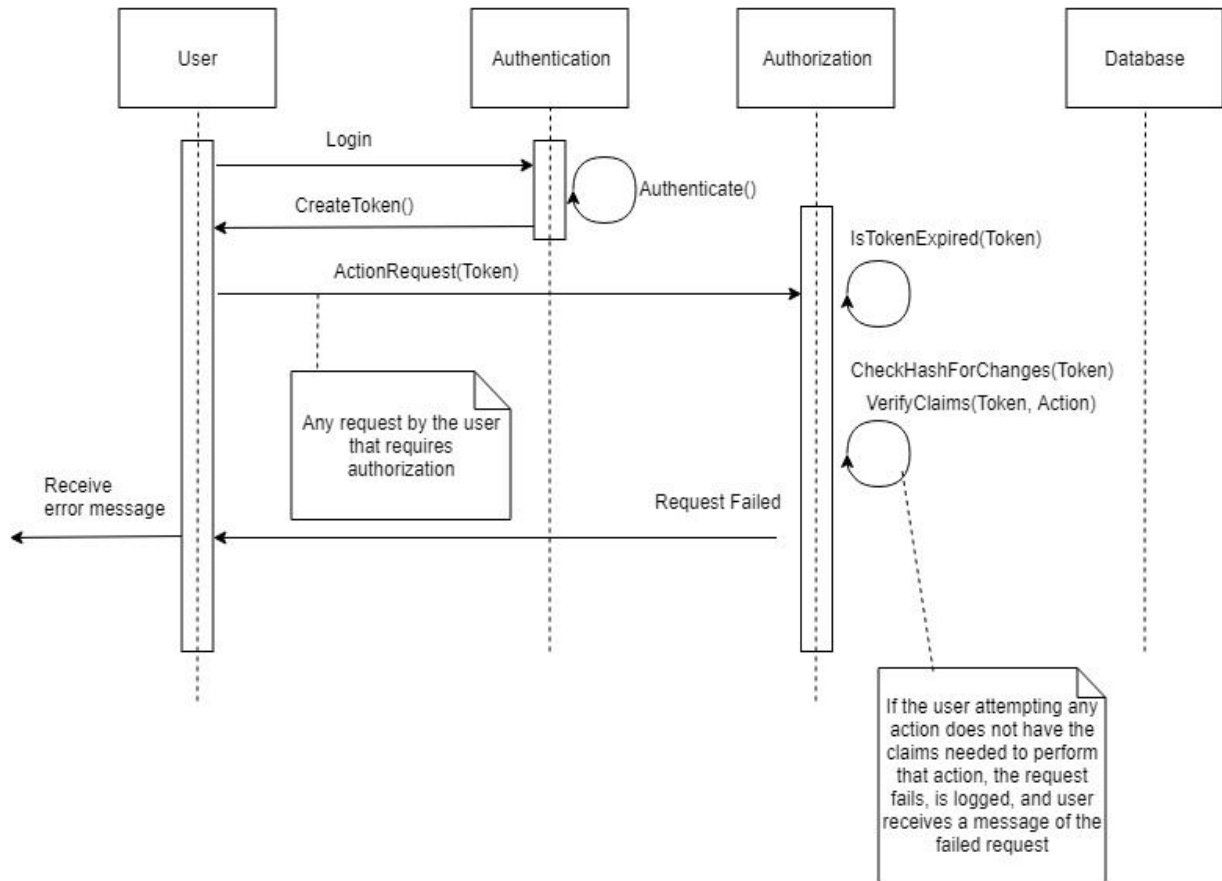 User
Authentication
Authorization
Database
Login
Authenticate()
CreateToken()
IsTokenExpired(Token)
ActionRequest(Token)
CheckHashForChanges(Token)
VerifyClaims(Token, Action)
Any request by the user
that requires
authorization
Receive
error message
Request Failed
If the user attempting any
action does not have the
claims needed to perform
that action, the request
fails, is logged, and user
receives a message of the
failed request